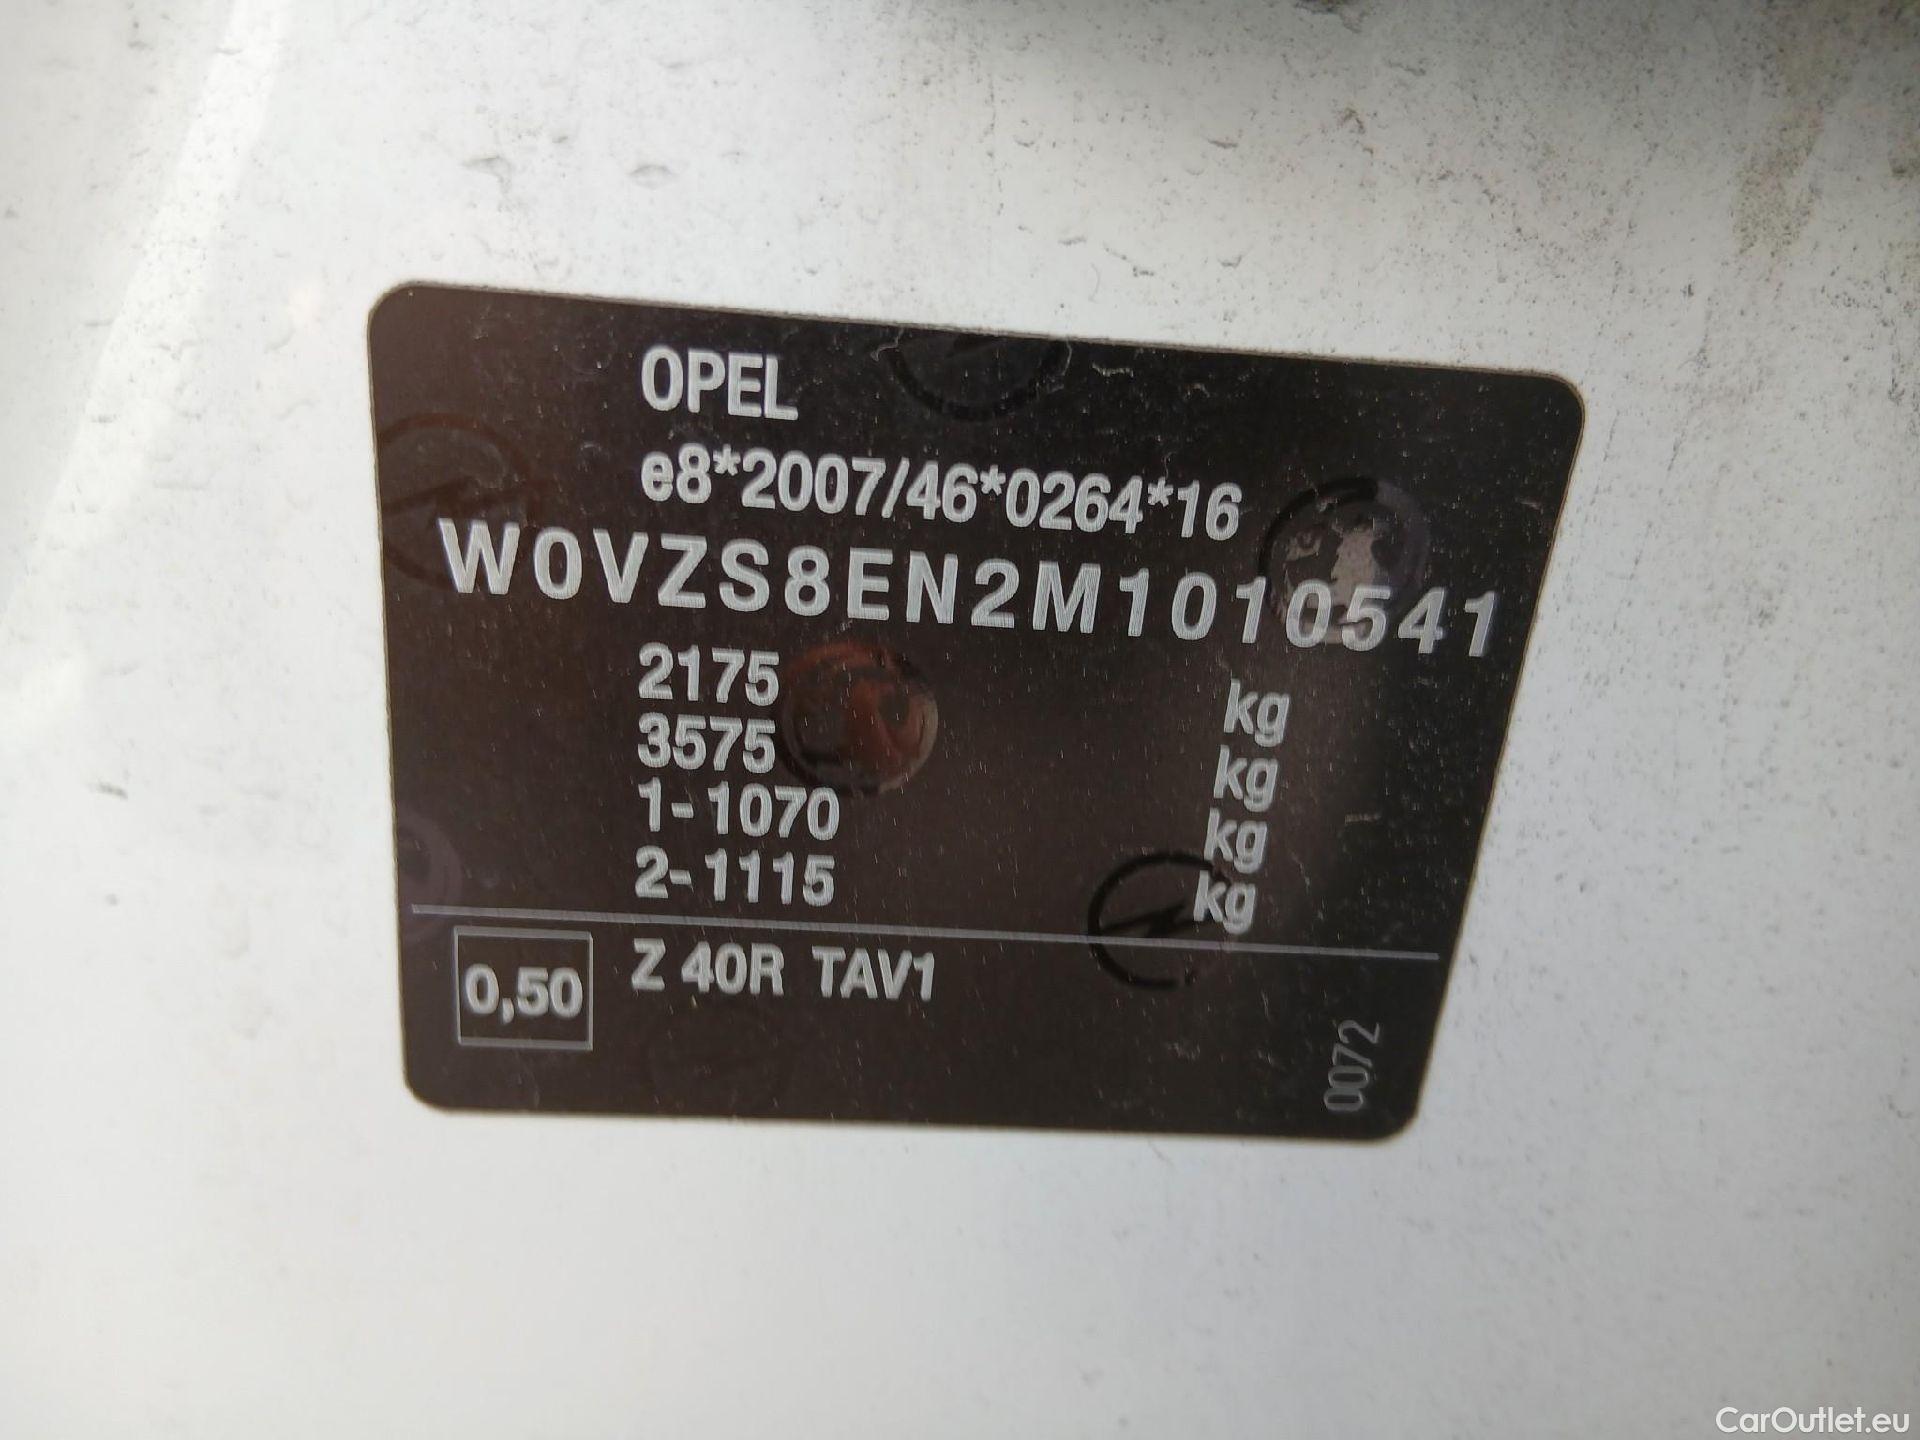 OPEL
e8*2007/46*0264*16
W0VZS8EN2M1010541
2175 kg
3575 kg
1-1070 kg
2-1115 kg
0,50 Z 40R TAV1
0072
CarOutlet.eu